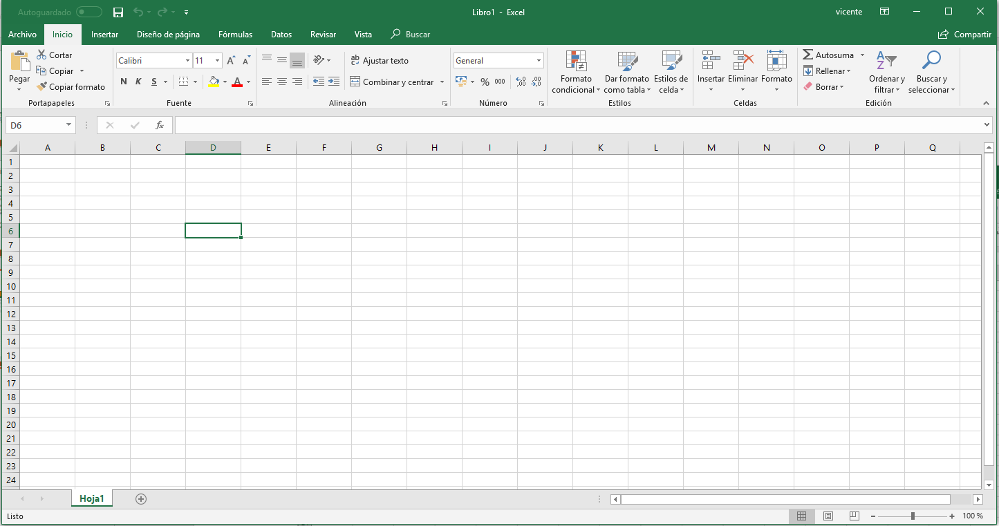 Autoguardado
Libro1 - Excel
vicente
Archivo Inicio Insertar Diseño de página Fórmulas Datos Revisar Vista Buscar Compartir
Pegar
Cortar
Copiar
Copiar formato
Portapapeles
Calibri 11
N K S A
Fuente
Ajustar texto
Combinar y centrar
Alineación
General
% 000
Número
Formato condicional
Dar formato como tabla
Estilos de celda
Estilos
Insertar Eliminar Formato
Celdas
Autosuma
Rellenar
Borrar
Ordenar y filtrar
Buscar y seleccionar
Edición
D6
fx
A B C D E F G H I J K L M N O P Q
1
2
3
4
5
6
7
8
9
10
11
12
13
14
15
16
17
18
19
20
21
22
23
24
Hoja1
Listo
100 %